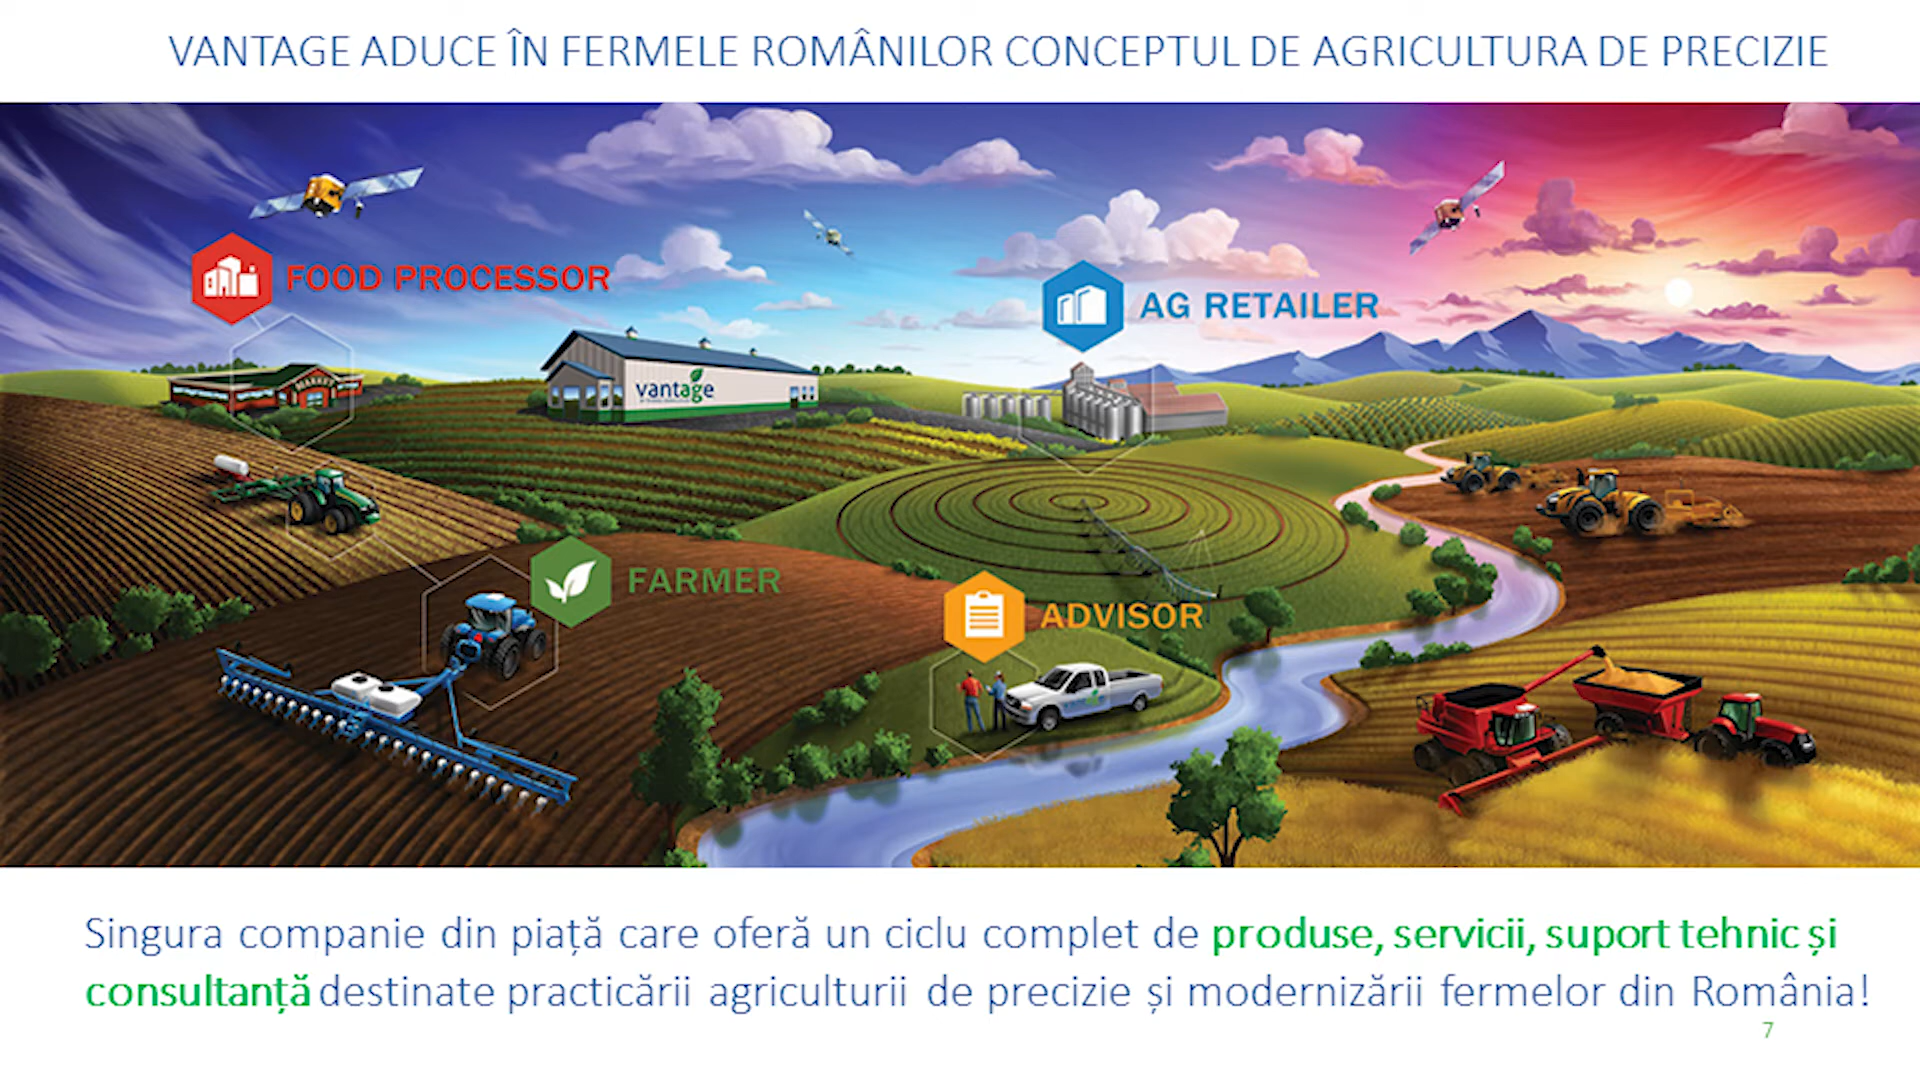 VANTAGE ADUCE ÎN FERMELE ROMÂNILOR CONCEPTUL DE AGRICULTURA DE PRECIZIE
FOOD PROCESSOR
AG RETAILER
MARKET
vantage
FARMER
ADVISOR
Singura companie din piață care oferă un ciclu complet de produse, servicii, suport tehnic și
consultanță destinate practicării agriculturii de precizie și modernizării fermelor din România!
7